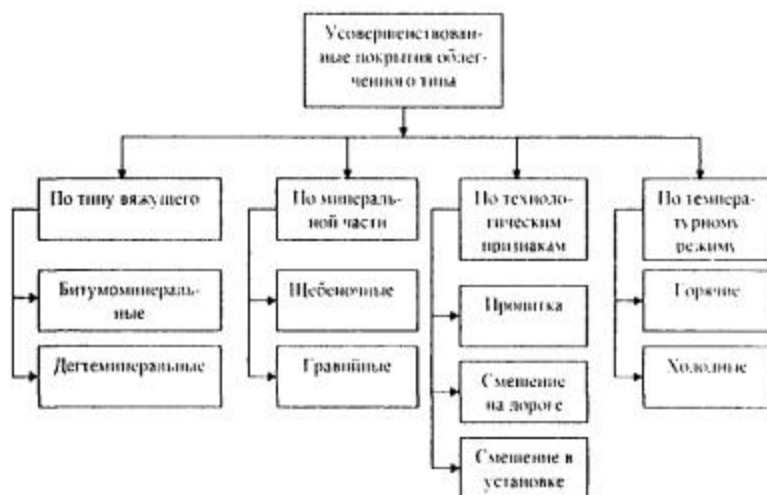 Усовершенствован-
ные покрытия облег-
ченного типа
По типу вяжущего
Битумоминераль-
ные
Дегтеминеральные
По минераль-
ной части
Щебеночные
Гравийные
По техноло-
гическим
признакам
Пропитка
Смешение
на дороге
Смешение в
установке
По темпера-
турному
режиму
Горячие
Холодные